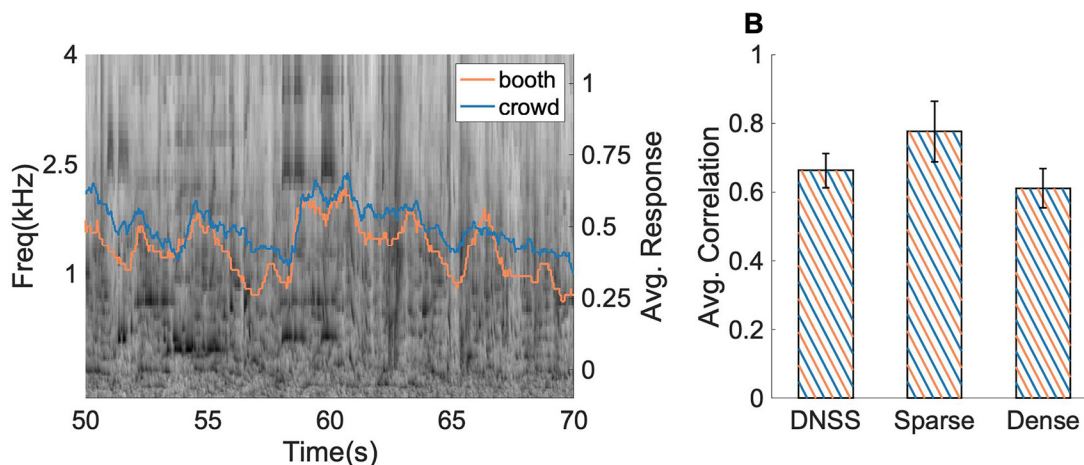 4
2.5
1
Freq(kHz)
booth
crowd
1
0.75
0.5
0.25
0
Avg. Response
50
55
60
65
70
Time(s)
B
1
0.8
0.6
0.4
0.2
0
Avg. Correlation
DNSS
Sparse
Dense